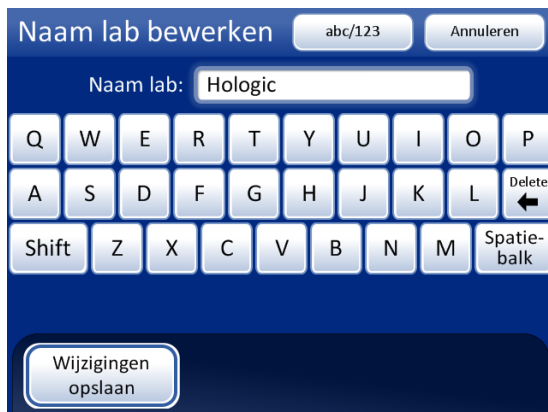 Naam lab bewerken abc/123 Annuleren
Naam lab: Hologic
Q W E R T Y U I O P
A S D F G H J K L Delete
Shift Z X C V B N M Spatie-
balk
Wijzigingen
opslaan